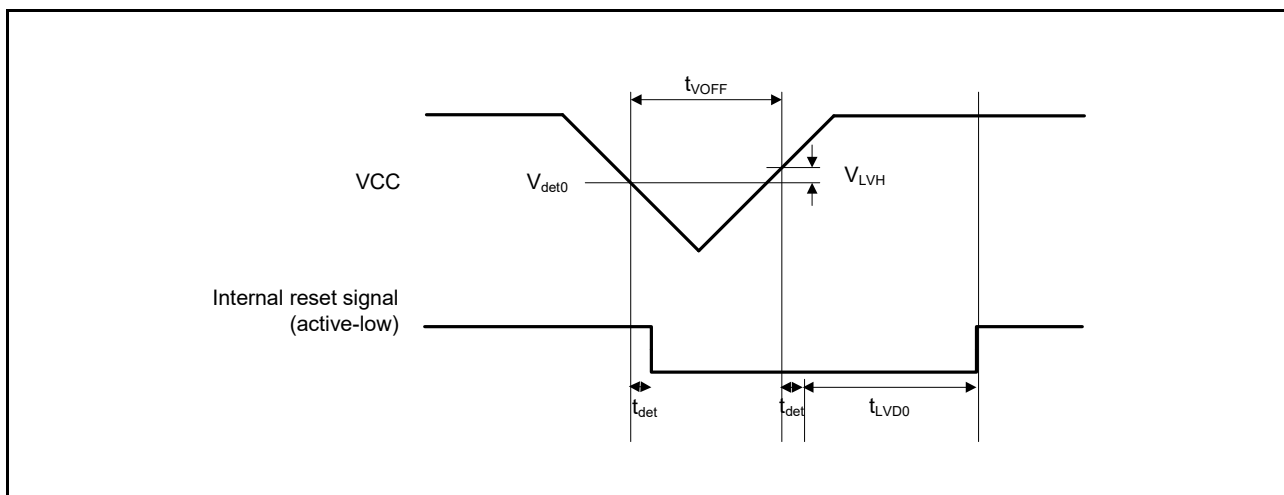 tVOFF
VCC
Vdet0
VLVH
Internal reset signal
(active-low)
tdet
tdet
tLVD0